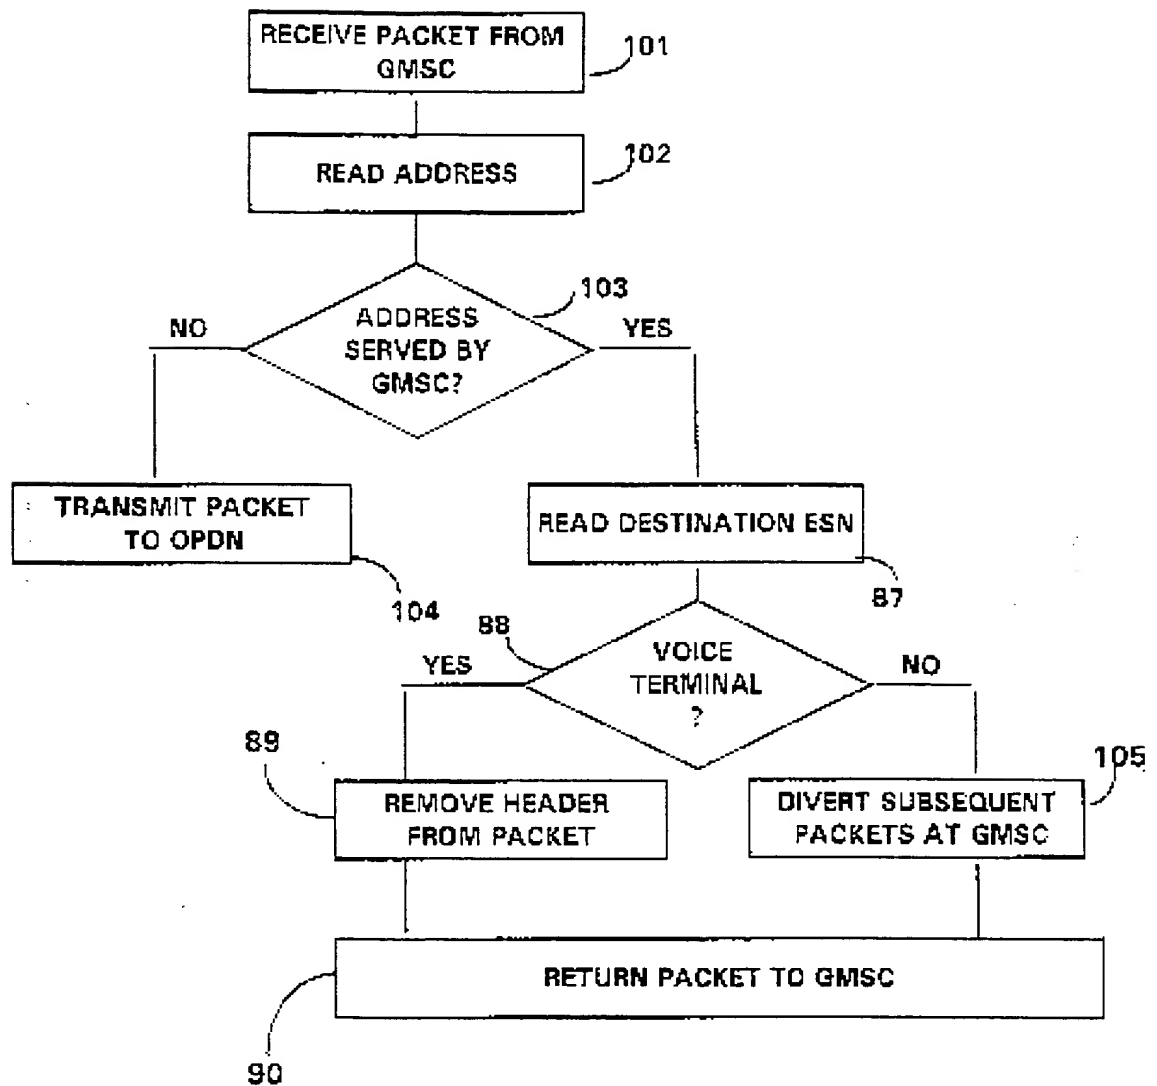 RECEIVE PACKET FROM
GMSC
101
READ ADDRESS
102
ADDRESS
SERVED BY
GMSC?
103
NO
YES
TRANSMIT PACKET
TO OPDN
104
READ DESTINATION ESN
87
88
VOICE
TERMINAL
?
YES
NO
89
REMOVE HEADER
FROM PACKET
DIVERT SUBSEQUENT
PACKETS AT GMSC
105
RETURN PACKET TO GMSC
90